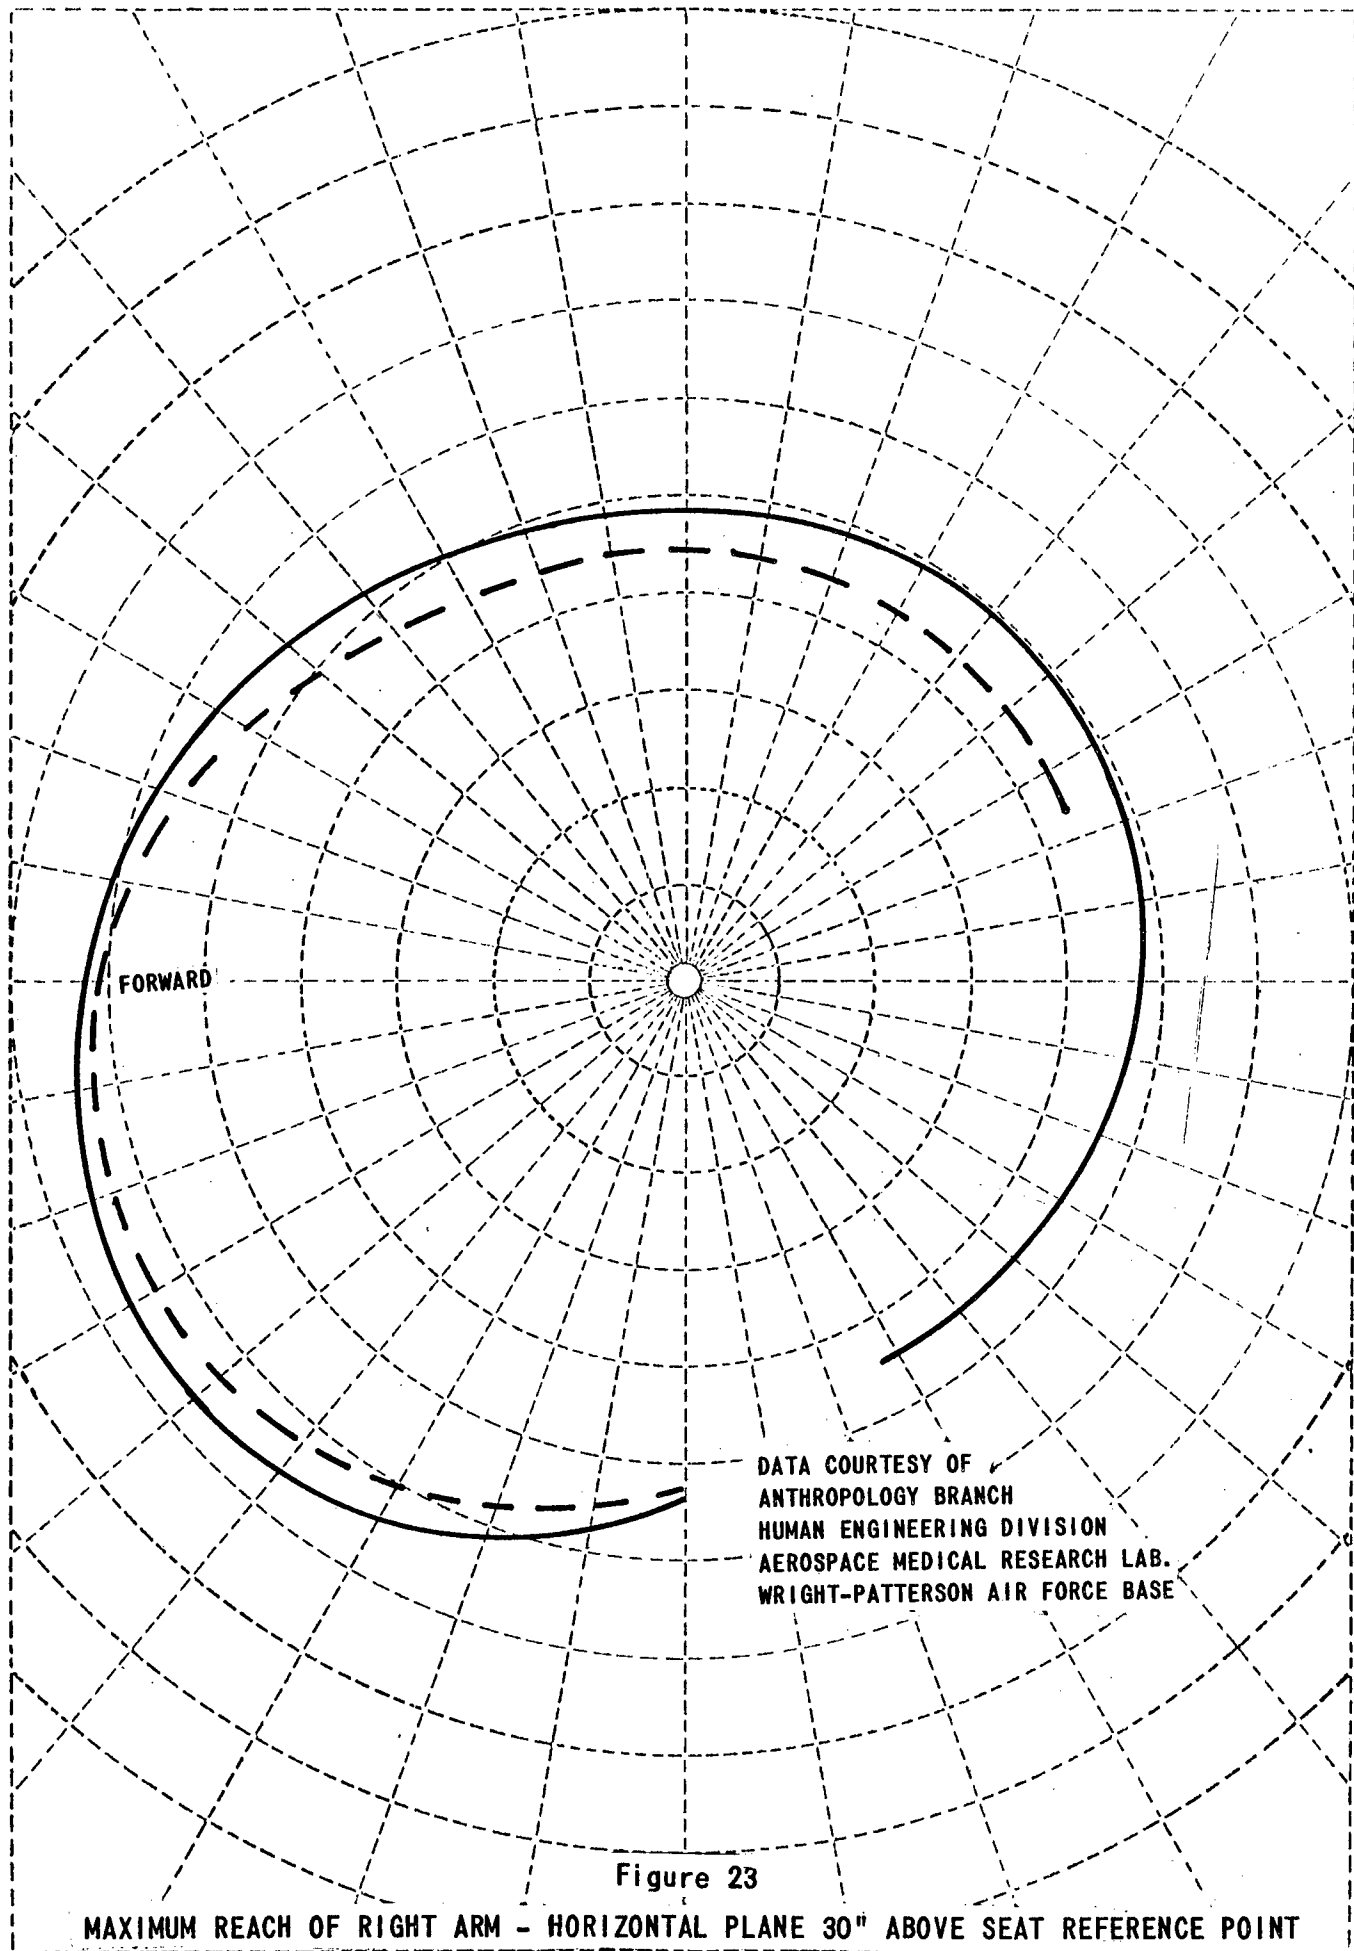 FORWARD
DATA COURTESY OF
ANTHROPOLOGY BRANCH
HUMAN ENGINEERING DIVISION
AEROSPACE MEDICAL RESEARCH LAB.
WRIGHT-PATTERSON AIR FORCE BASE
Figure 23
MAXIMUM REACH OF RIGHT ARM - HORIZONTAL PLANE 30" ABOVE SEAT REFERENCE POINT